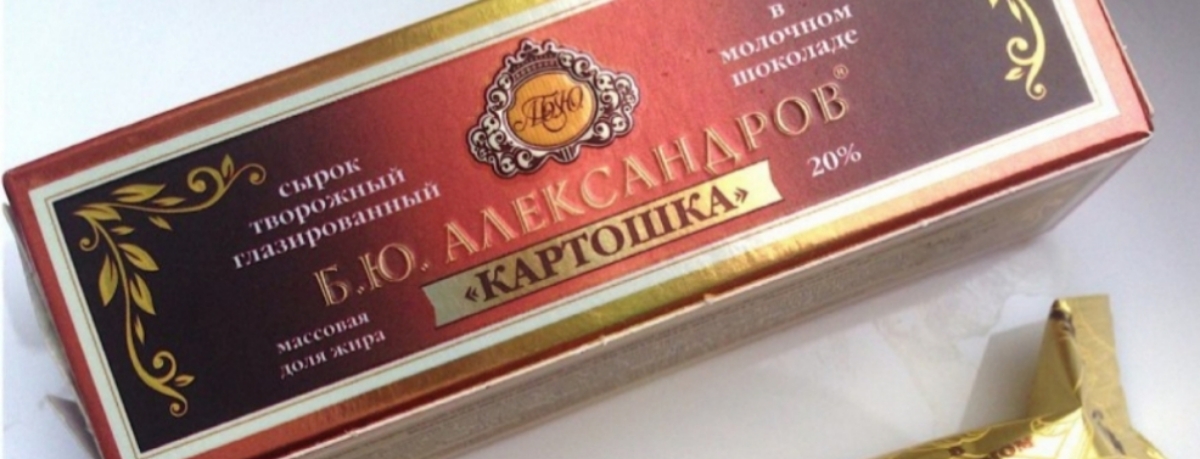 сырок
творожный
глазированный
в
молочном
шоколаде
Б.Ю. АЛЕКСАНДРОВ®
«КАРТОШКА»
массовая
доля жира
20%